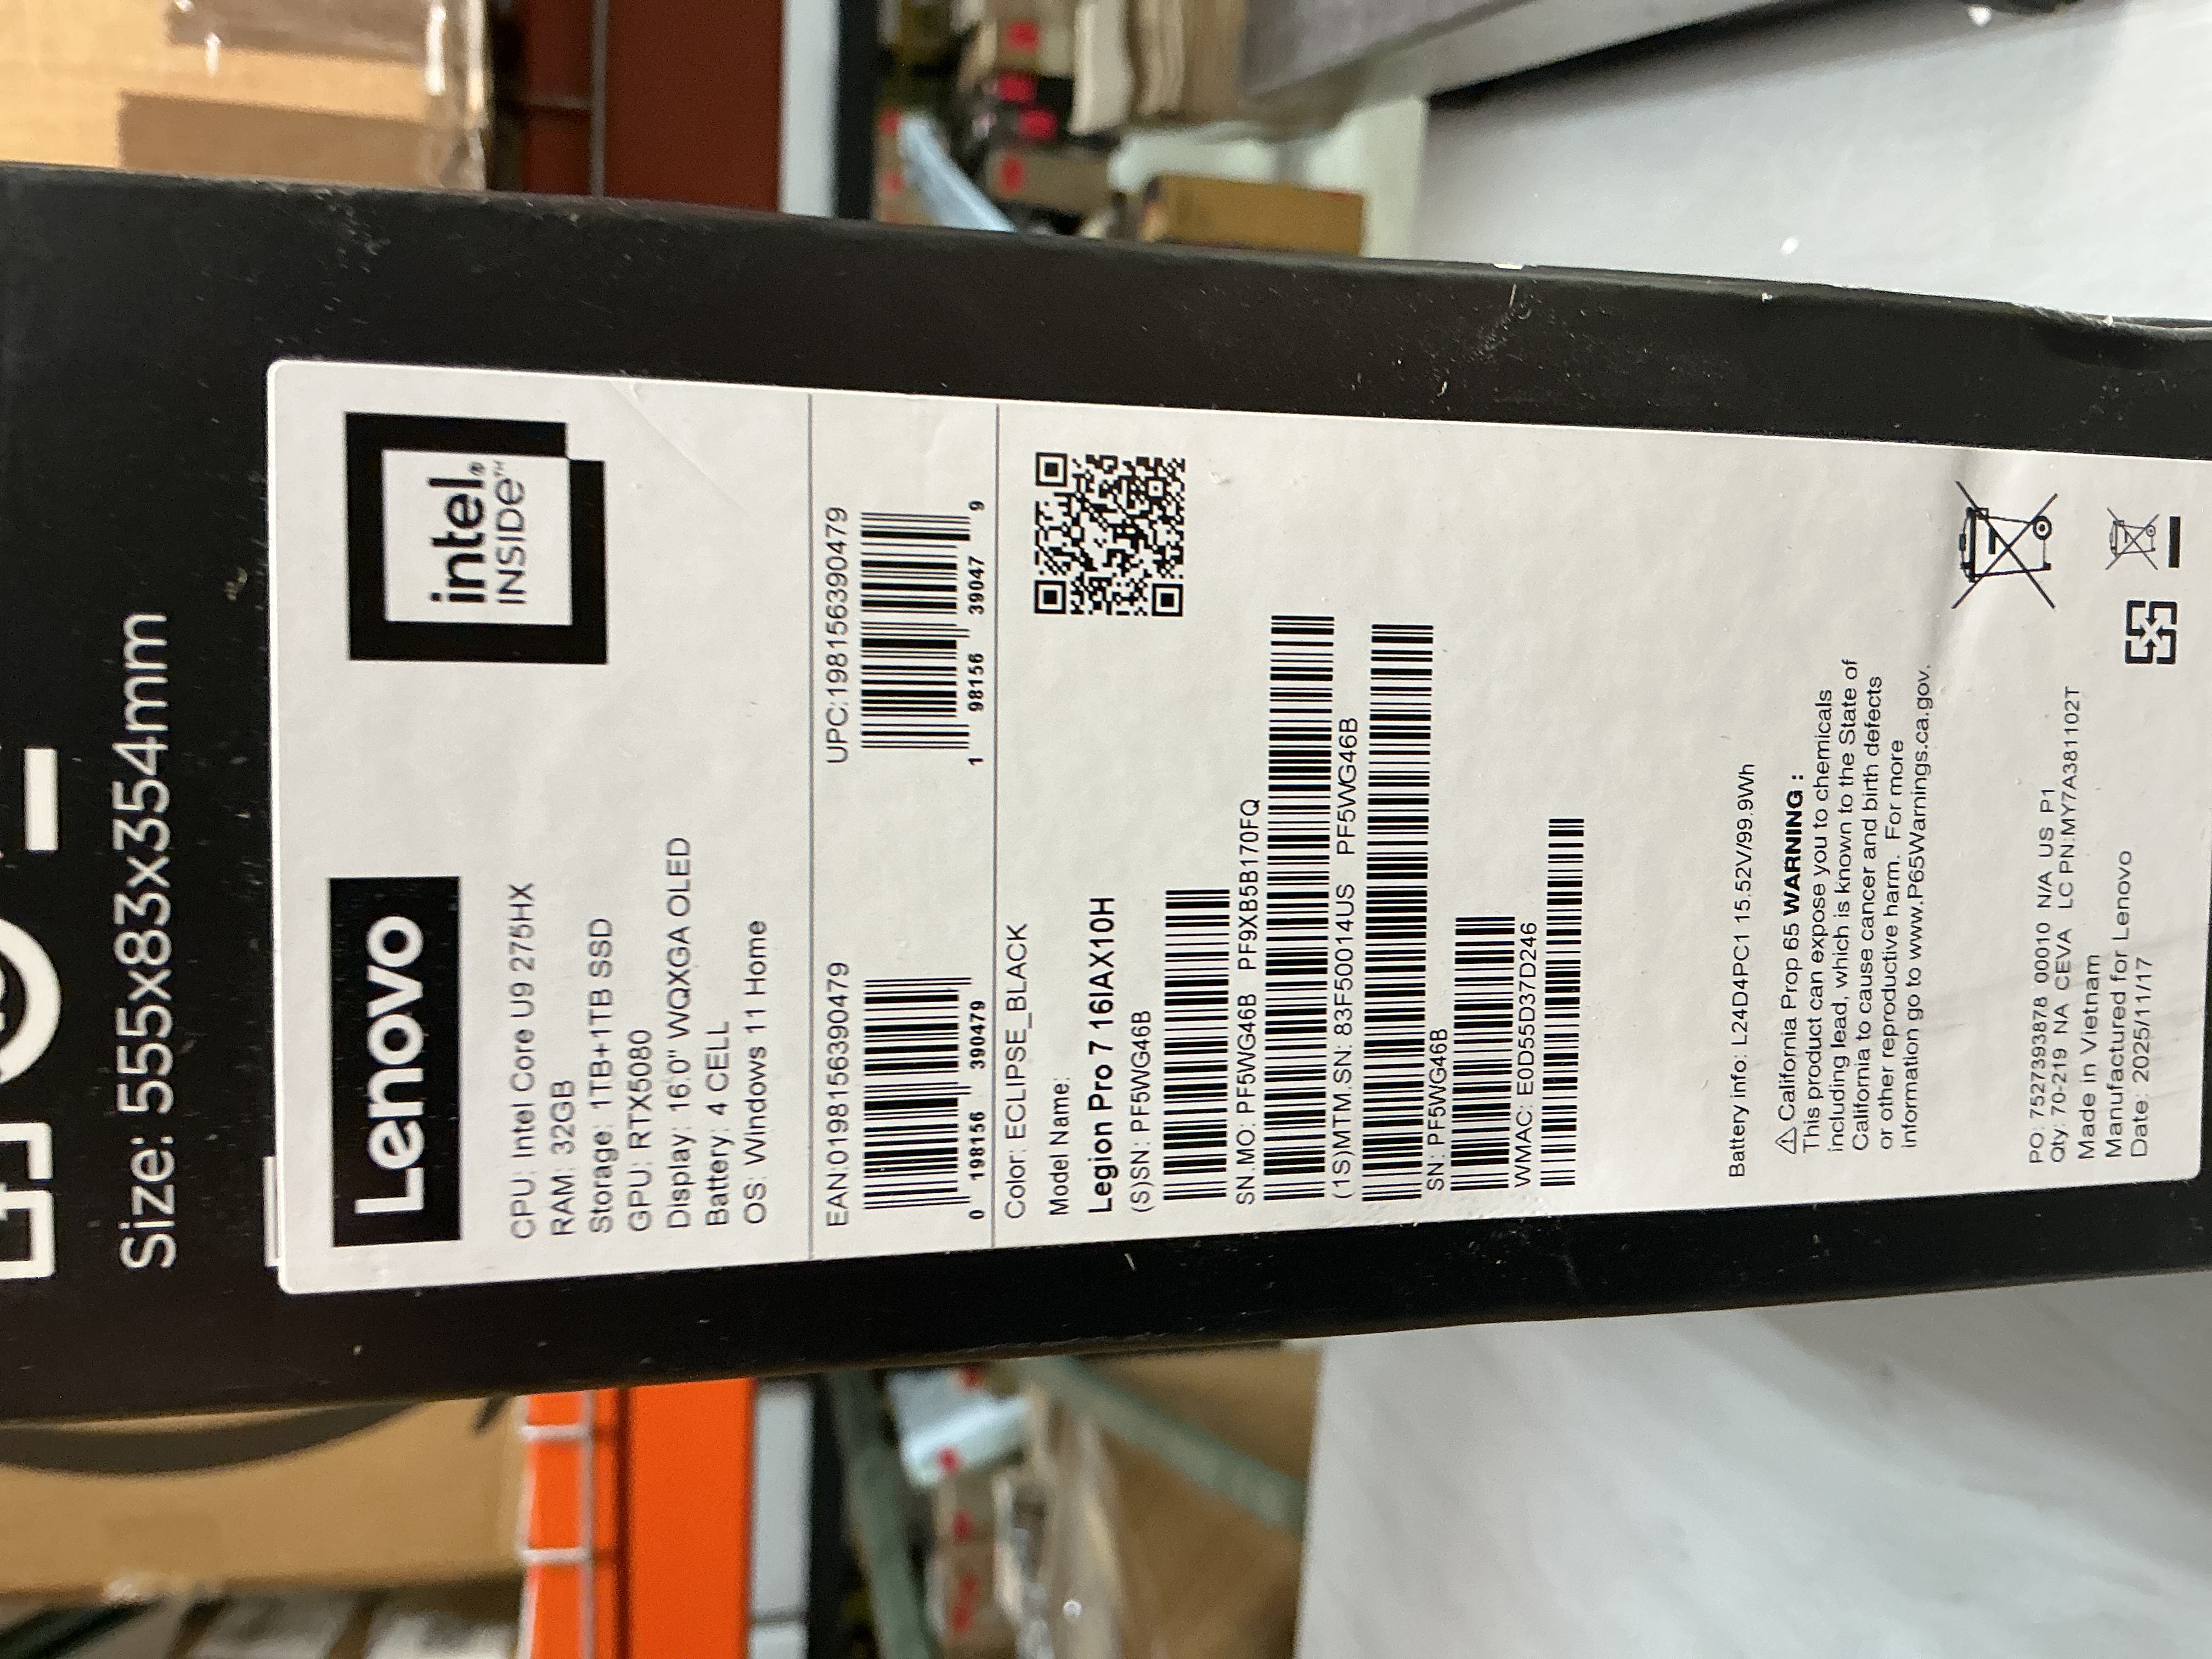 Size: 555x83x354mm
Lenovo
intel®
INSIDE™
CPU: Intel Core U9 275HX
RAM: 32GB
Storage: 1TB+1TB SSD
GPU: RTX5080
Display: 16.0" WQXGA OLED
Battery: 4 CELL
OS: Windows 11 Home
EAN:0198156390479
0 198156 390479
UPC:198156390479
1 98156 39047 9
Color: ECLIPSE_BLACK
Model Name:
Legion Pro 7 16IAX10H
(S)SN: PF5WG46B
SN.MO: PF5WG46B PF9XB5B170FQ
(1S)MTM.SN: 83F50014US PF5WG46B
SN: PF5WG46B
WMAC: E0D55D37D246
Battery info: L24D4PC1 15.52V/99.9Wh
⚠ California Prop 65 WARNING :
This product can expose you to chemicals
including lead, which is known to the State of
California to cause cancer and birth defects
or other reproductive harm. For more
information go to www.P65Warnings.ca.gov.
PO: 7527393878 00010 N/A US P1
Qty: 70-219 NA CEVA LC PN:MY7A381102T
Made in Vietnam
Manufactured for Lenovo
Date: 2025/11/17